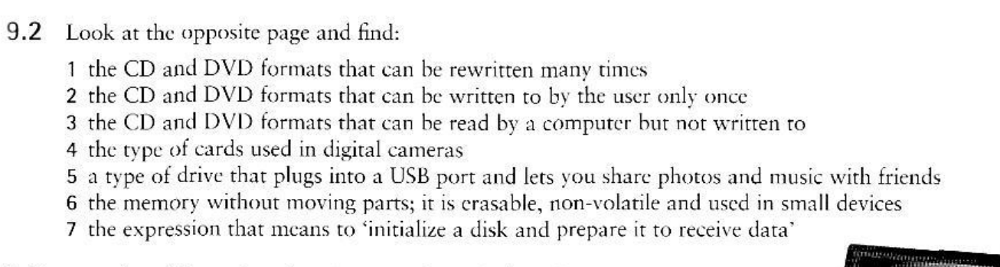 9.2 Look at the opposite page and find:
1 the CD and DVD formats that can be rewritten many times
2 the CD and DVD formats that can be written to by the user only once
3 the CD and DVD formats that can be read by a computer but not written to
4 the type of cards used in digital cameras
5 a type of drive that plugs into a USB port and lets you share photos and music with friends
6 the memory without moving parts; it is erasable, non-volatile and used in small devices
7 the expression that means to 'initialize a disk and prepare it to receive data'